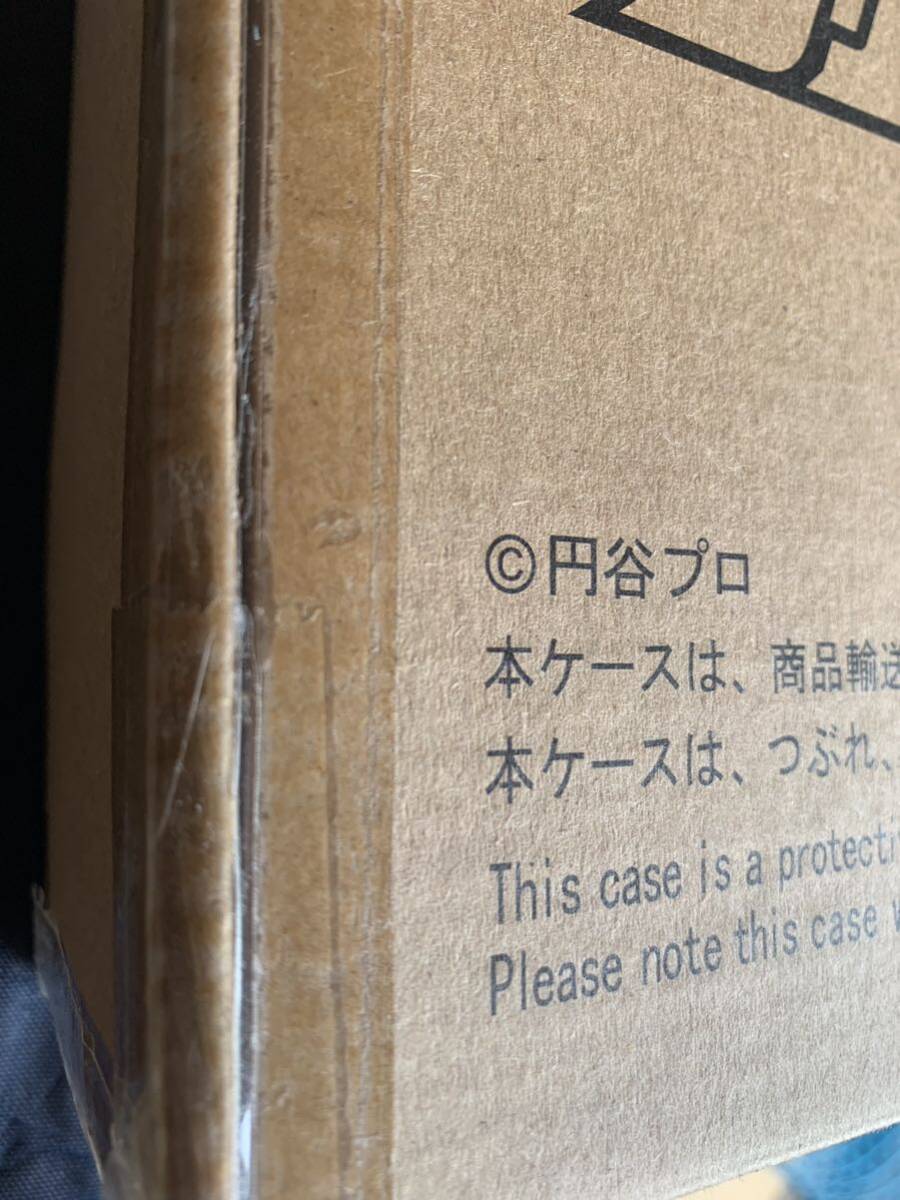 ©円谷プロ
本ケースは、商品輸送
本ケースは、つぶれ、
This case is a
Please note this case